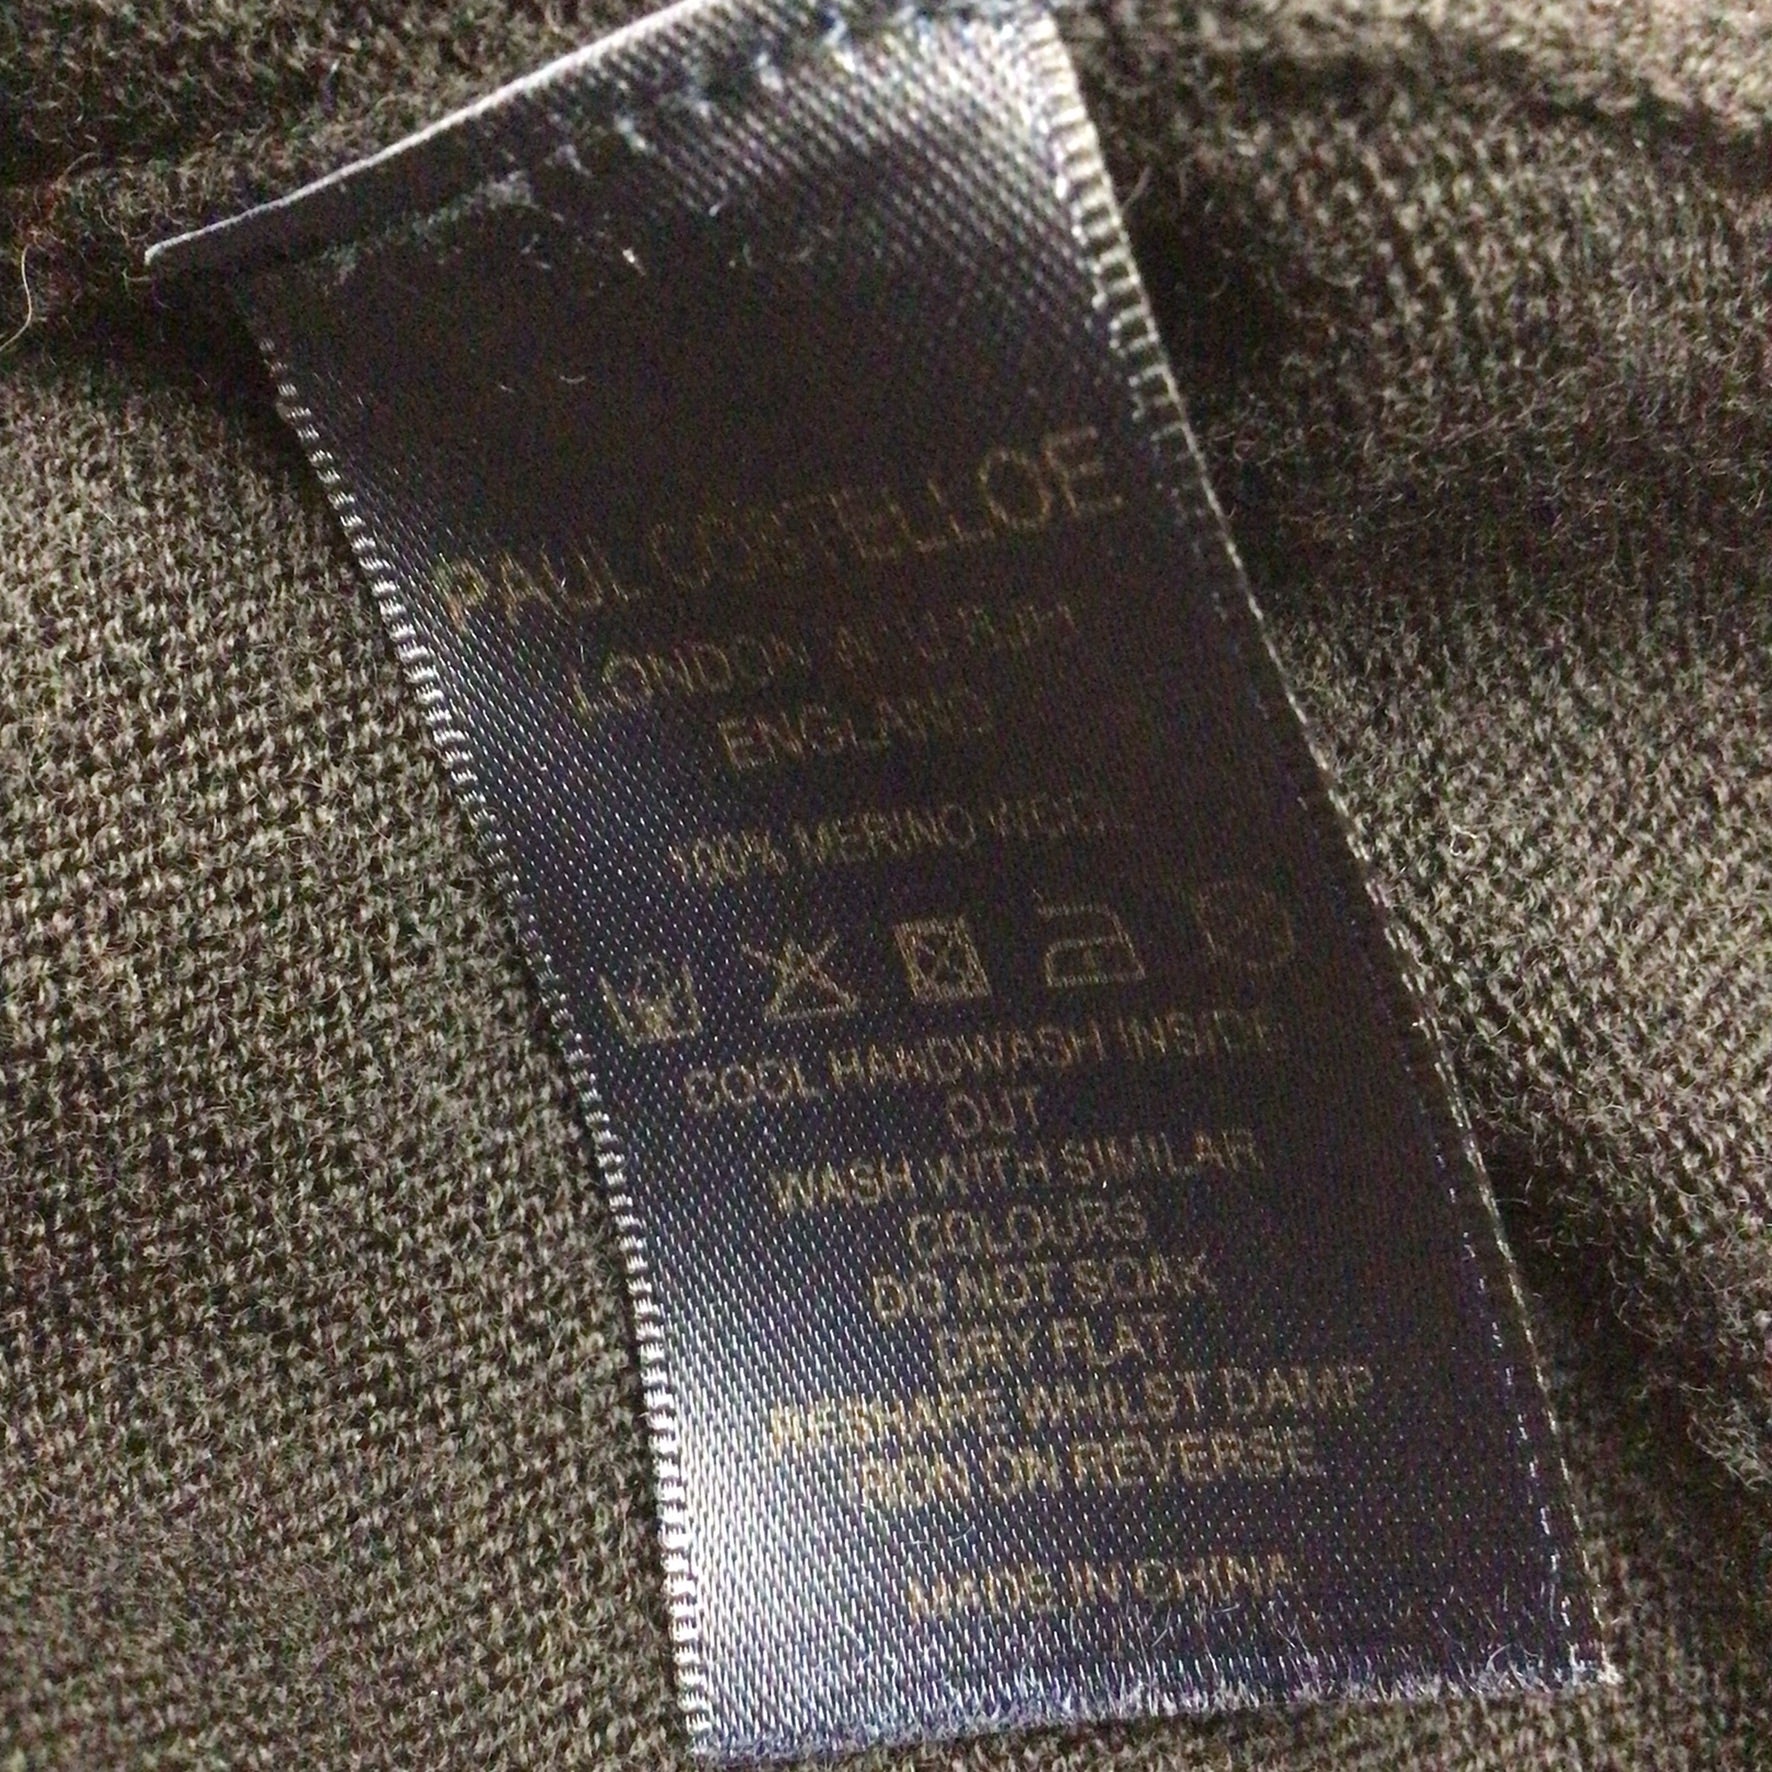 PAUL COSTELLOE
LONDON
ENGLAND
100% MERINO WOOL
COOL HANDWASH INSIDE
OUT
WASH WITH SIMILAR
COLOURS
DO NOT SOAK
DRY FLAT
RESHAPE WHILST DAMP
IRON ON REVERSE
MADE IN CHINA